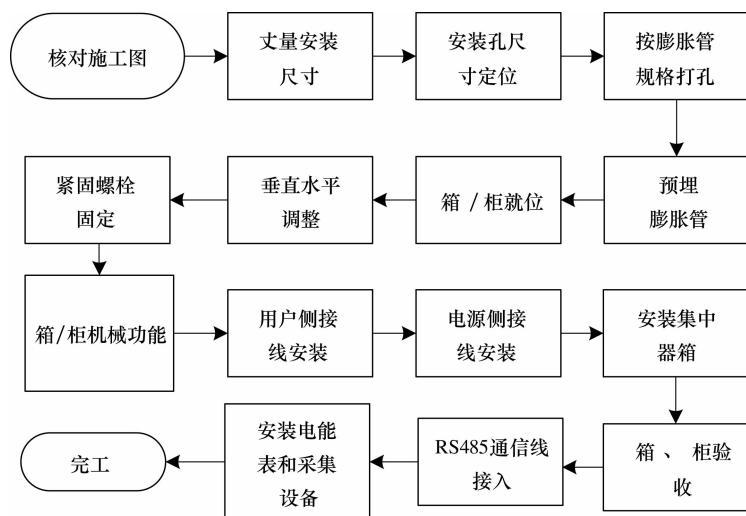 核对施工图
丈量安装
尺寸
安装孔尺
寸定位
按膨胀管
规格打孔
预埋
膨胀管
箱 / 柜就位
垂直水平
调整
紧固螺栓
固定
箱/柜机械功能
用户侧接
线安装
电源侧接
线安装
安装集中
器箱
箱 、 柜验
收
RS485通信线
接入
安装电能
表和采集
设备
完工